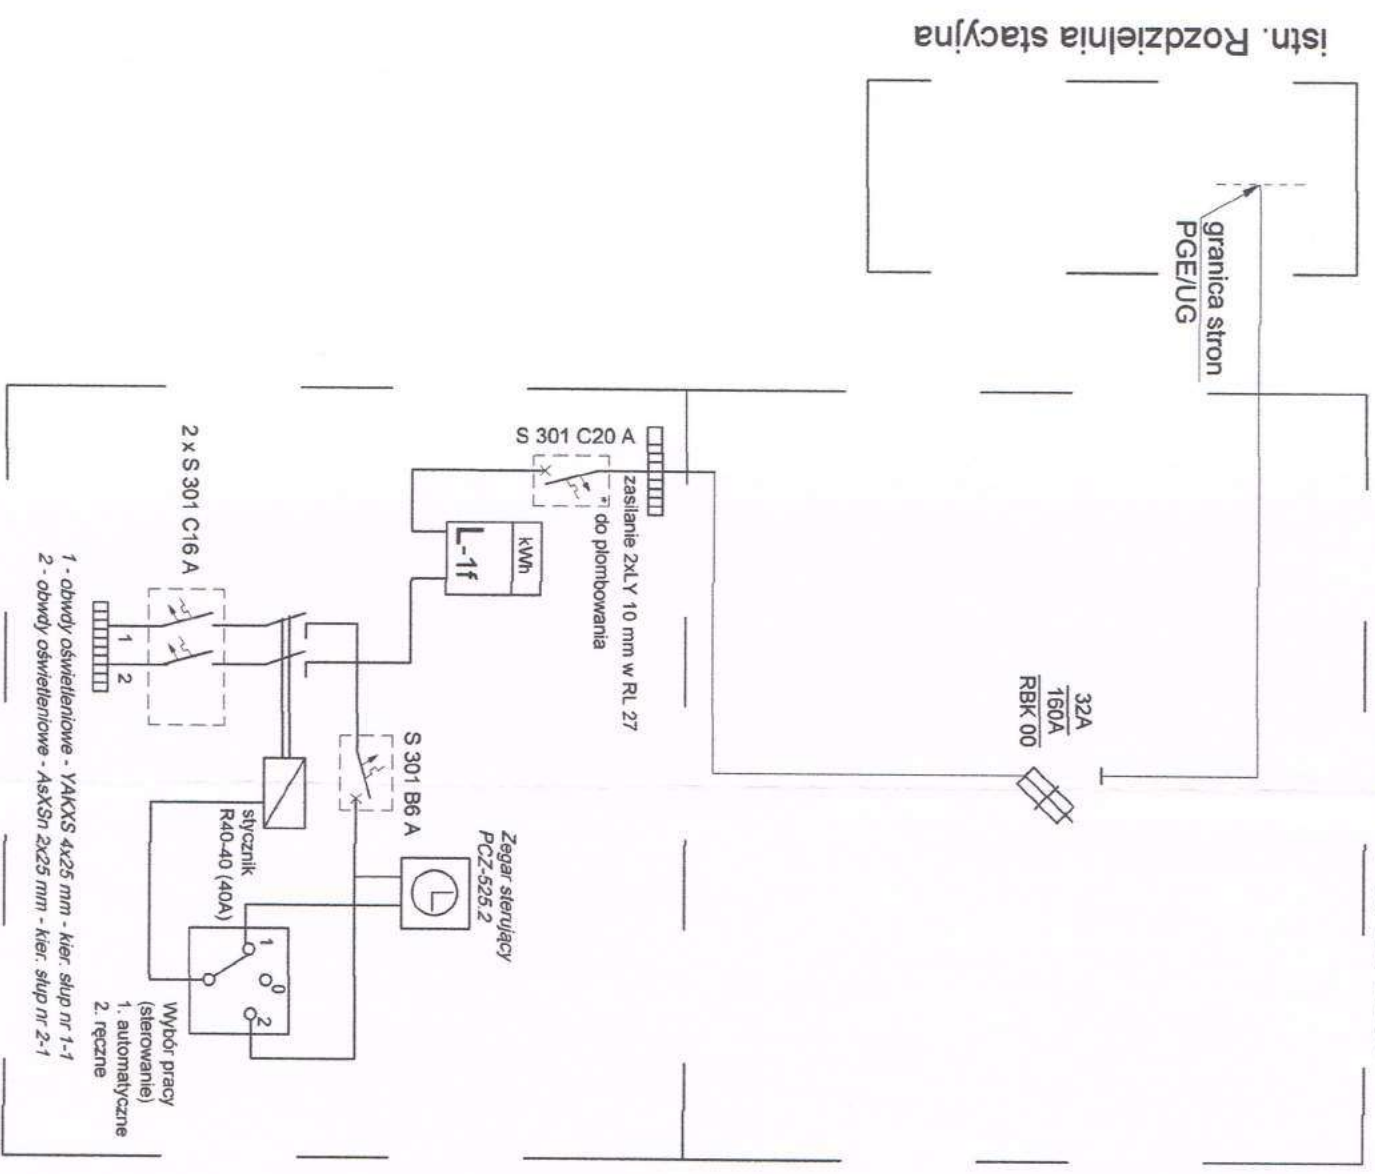 istn. Rozdzielnia stacyjna
granica stron
PGE/UG
32A
160A
RBK 00
S 301 C20 A
zasilanie 2xLY 10 mm w RL 27
* do plombowania
kWh
L-1f
2 x S 301 C16 A
1
2
S 301 B6 A
stycznik
R40-40 (40A)
Zegar sterujący
PCZ-525.2
1
0
2
Wybór pracy
(sterowanie)
1. automatyczne
2. ręczne
1 - obwdy oświetleniowe - YAKXS 4x25 mm - kier. słup nr 1-1
2 - obwdy oświetleniowe - AsXSn 2x25 mm - kier. słup nr 2-1